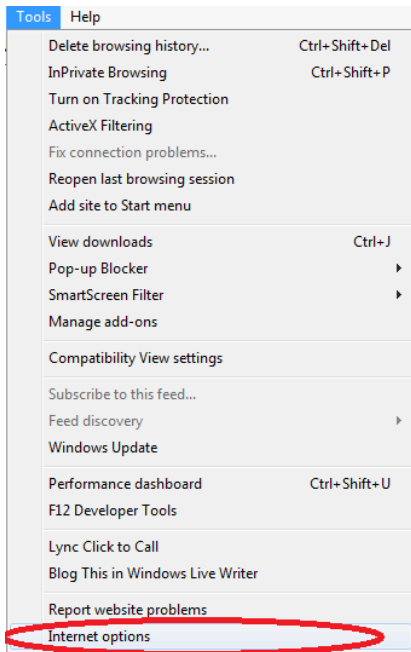 Tools Help
Delete browsing history... Ctrl+Shift+Del
InPrivate Browsing Ctrl+Shift+P
Turn on Tracking Protection
ActiveX Filtering
Fix connection problems...
Reopen last browsing session
Add site to Start menu
View downloads Ctrl+J
Pop-up Blocker
SmartScreen Filter
Manage add-ons
Compatibility View settings
Subscribe to this feed...
Feed discovery
Windows Update
Performance dashboard Ctrl+Shift+U
F12 Developer Tools
Lync Click to Call
Blog This in Windows Live Writer
Report website problems
Internet options